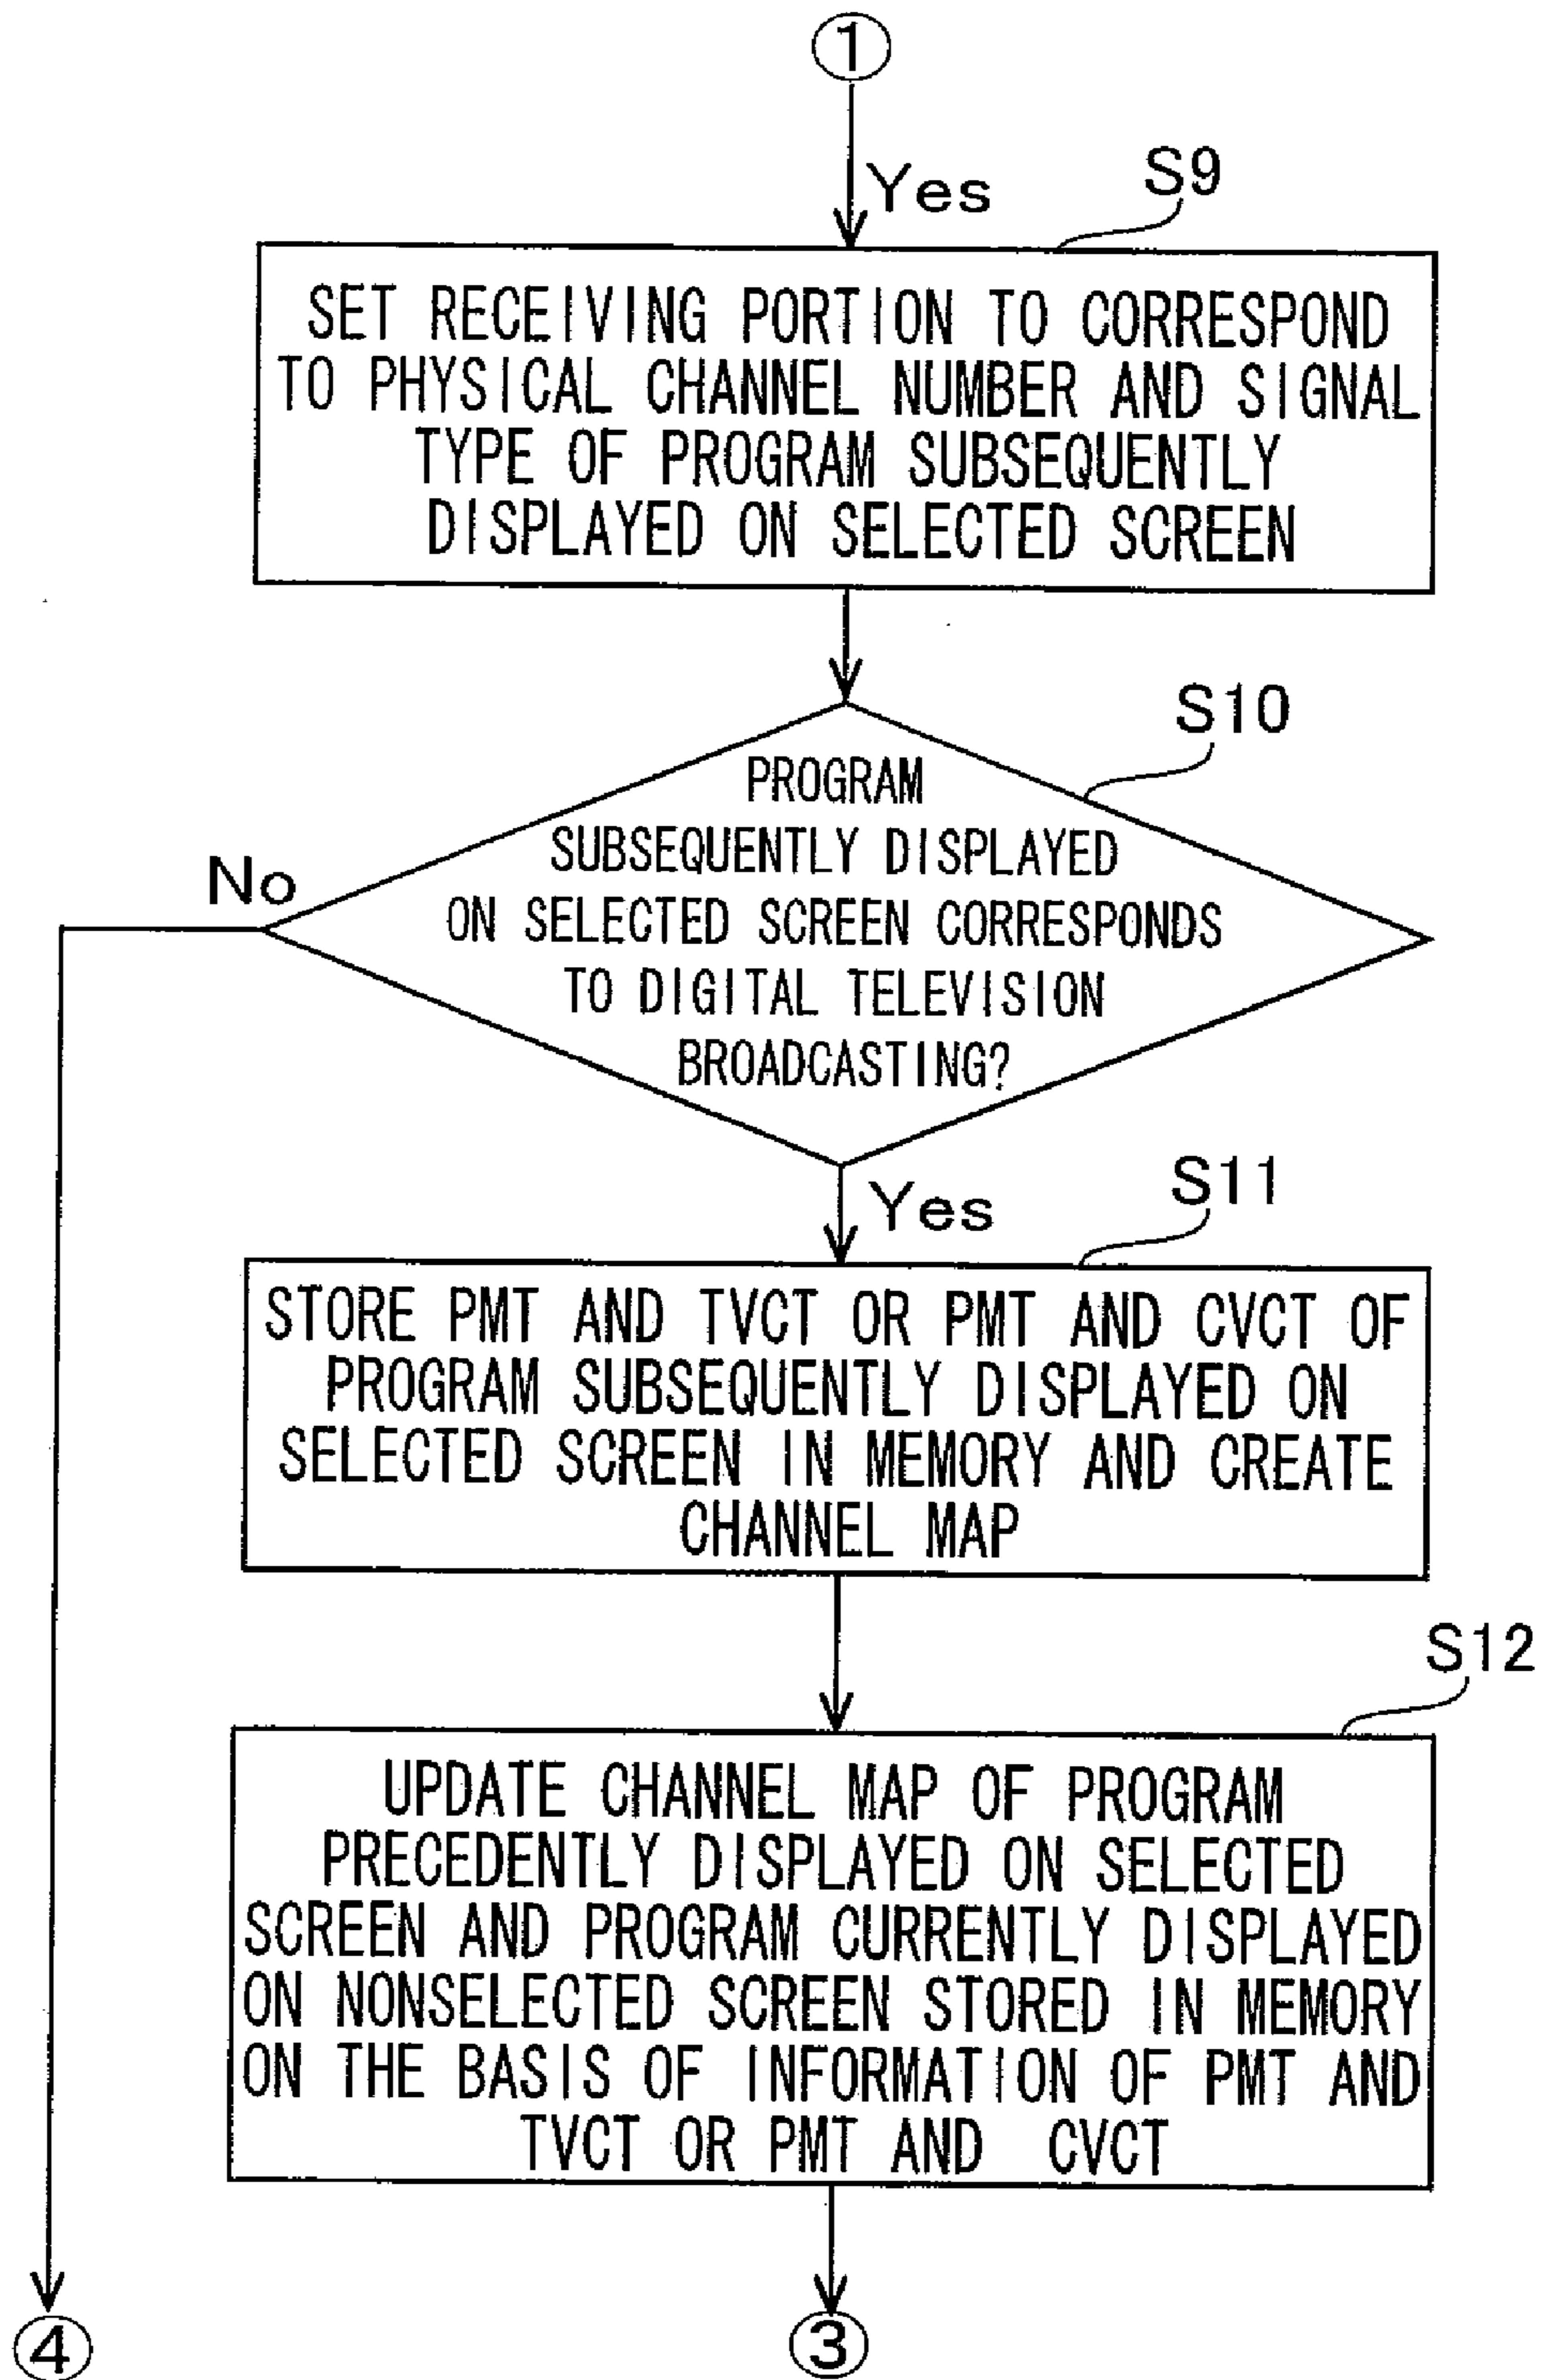 ①
Yes
S9
SET RECEIVING PORTION TO CORRESPOND
TO PHYSICAL CHANNEL NUMBER AND SIGNAL
TYPE OF PROGRAM SUBSEQUENTLY
DISPLAYED ON SELECTED SCREEN
S10
PROGRAM
SUBSEQUENTLY DISPLAYED
ON SELECTED SCREEN CORRESPONDS
TO DIGITAL TELEVISION
BROADCASTING?
No
Yes
S11
STORE PMT AND TVCT OR PMT AND CVCT OF
PROGRAM SUBSEQUENTLY DISPLAYED ON
SELECTED SCREEN IN MEMORY AND CREATE
CHANNEL MAP
S12
UPDATE CHANNEL MAP OF PROGRAM
PRECEDENTLY DISPLAYED ON SELECTED
SCREEN AND PROGRAM CURRENTLY DISPLAYED
ON NONSELECTED SCREEN STORED IN MEMORY
ON THE BASIS OF INFORMATION OF PMT AND
TVCT OR PMT AND CVCT
④
③